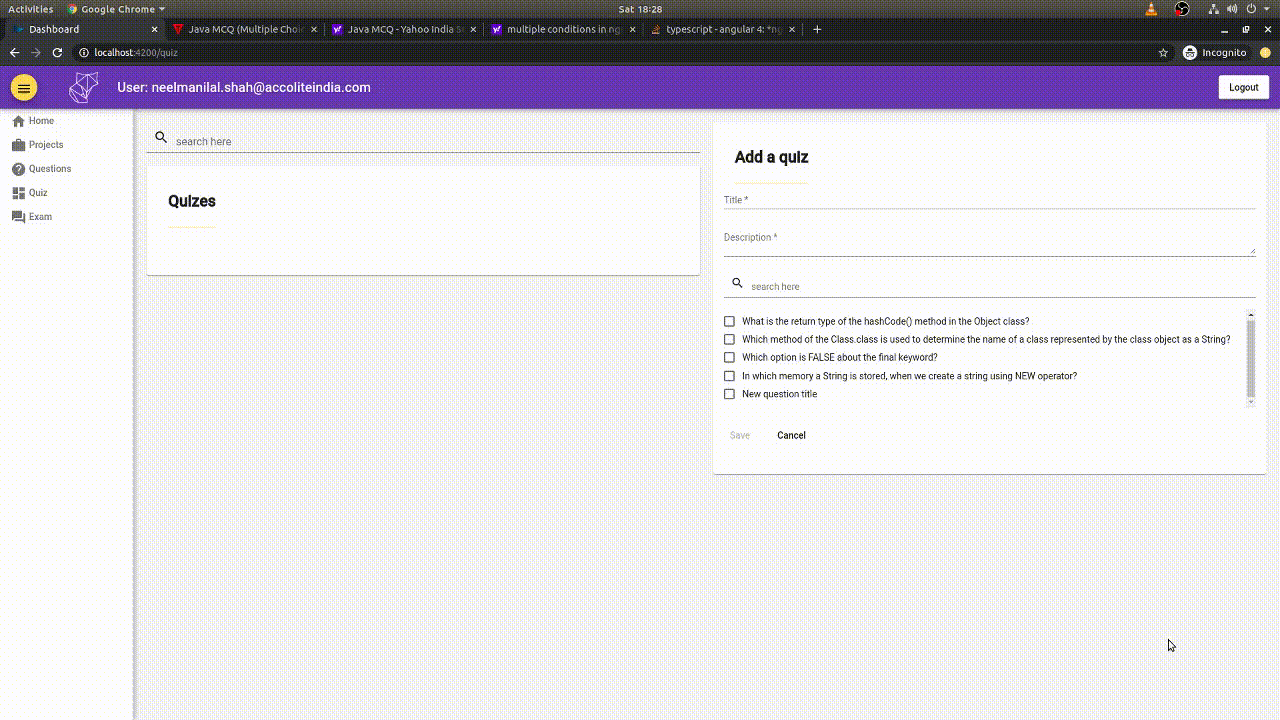 Activities Google Chrome Sat 18:28
Dashboard Java MCQ (Multiple Choi Java MCQ - Yahoo India S multiple conditions in ng typescript - angular 4: *ng
localhost:4200/quiz Incognito
User: neelmanilal.shah@accoliteindia.com Logout
Home
Projects
Questions
Quiz
Exam
search here
Quizes
Add a quiz
Title *
Description *
search here
What is the return type of the hashCode() method in the Object class?
Which method of the Class.class is used to determine the name of a class represented by the class object as a String?
Which option is FALSE about the final keyword?
In which memory a String is stored, when we create a string using NEW operator?
New question title
Save Cancel